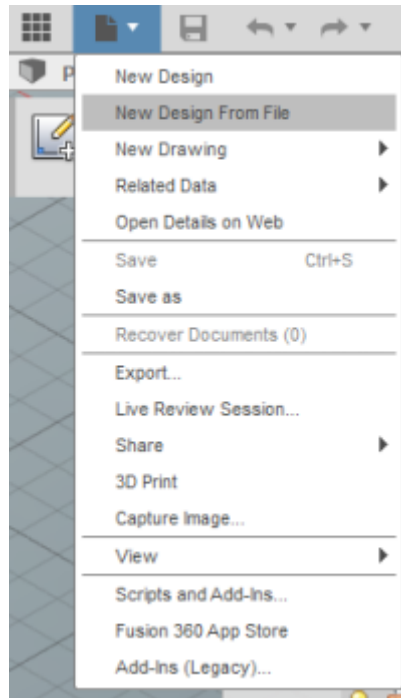 P
New Design
New Design From File
New Drawing
Related Data
Open Details on Web
Save Ctrl+S
Save as
Recover Documents (0)
Export...
Live Review Session...
Share
3D Print
Capture Image...
View
Scripts and Add-Ins...
Fusion 360 App Store
Add-Ins (Legacy)...